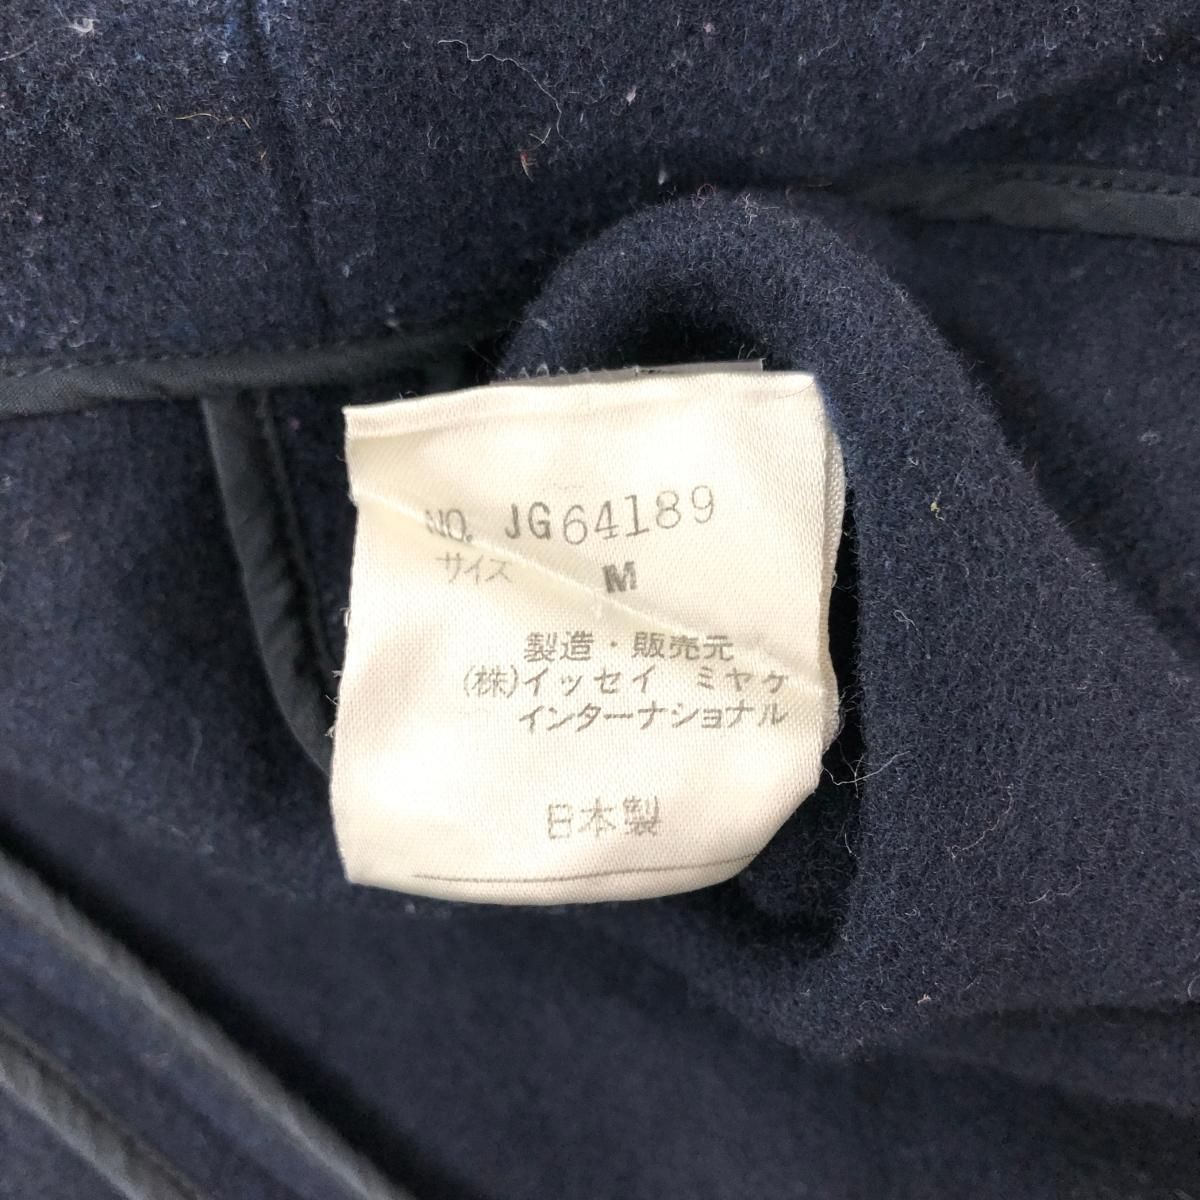 NO. JG64189
サイズ M
製造・販売元
(株)イッセイ ミヤケ
インターナショナル
日本製